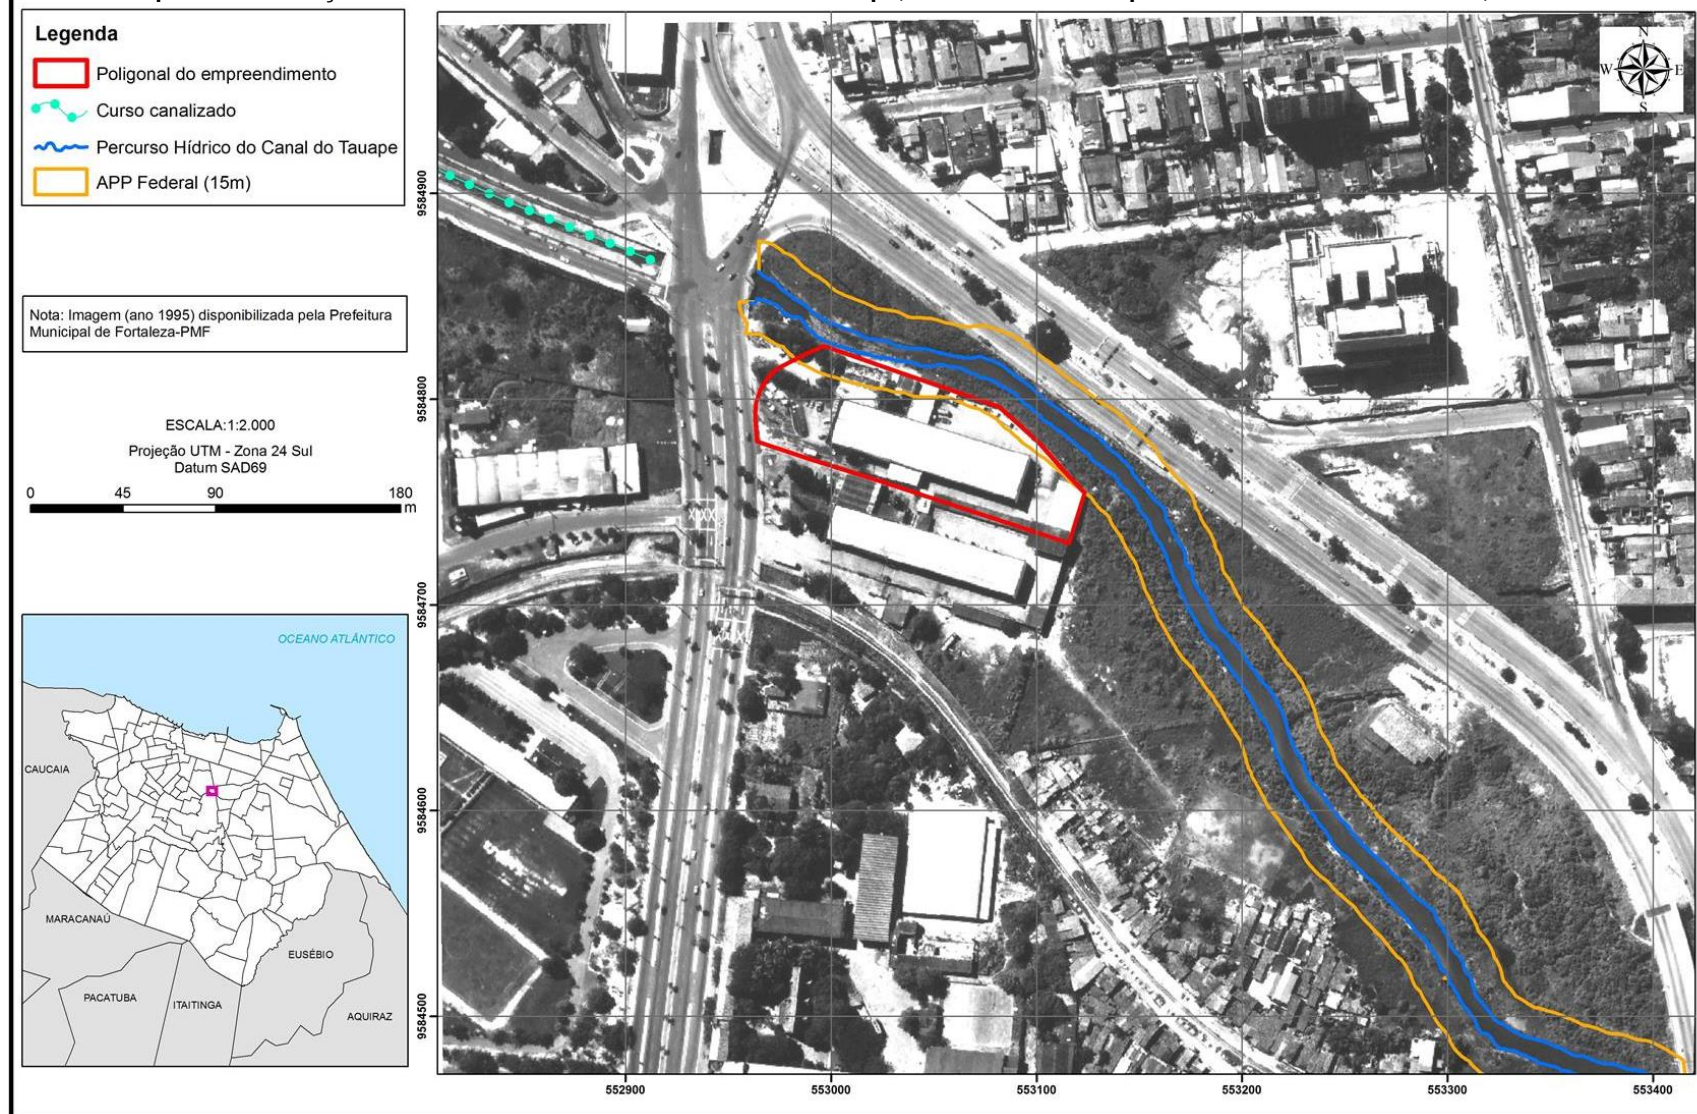 Legenda
Poligonal do empreendimento
Curso canalizado
Percurso Hídrico do Canal do Tauape
APP Federal (15m)
Nota: Imagem (ano 1995) disponibilizada pela Prefeitura
Municipal de Fortaleza-PMF
ESCALA:1:2.000
Projeção UTM - Zona 24 Sul
Datum SAD69
0 45 90 180
m
OCEANO ATLÂNTICO
CAUCAIA
MARACANAÚ
EUSÉBIO
PACATUBA
ITAITINGA
AQUIRAZ
N
W E
S
9584900
9584800
9584700
9584600
9584500
552900 553000 553100 553200 553300 553400